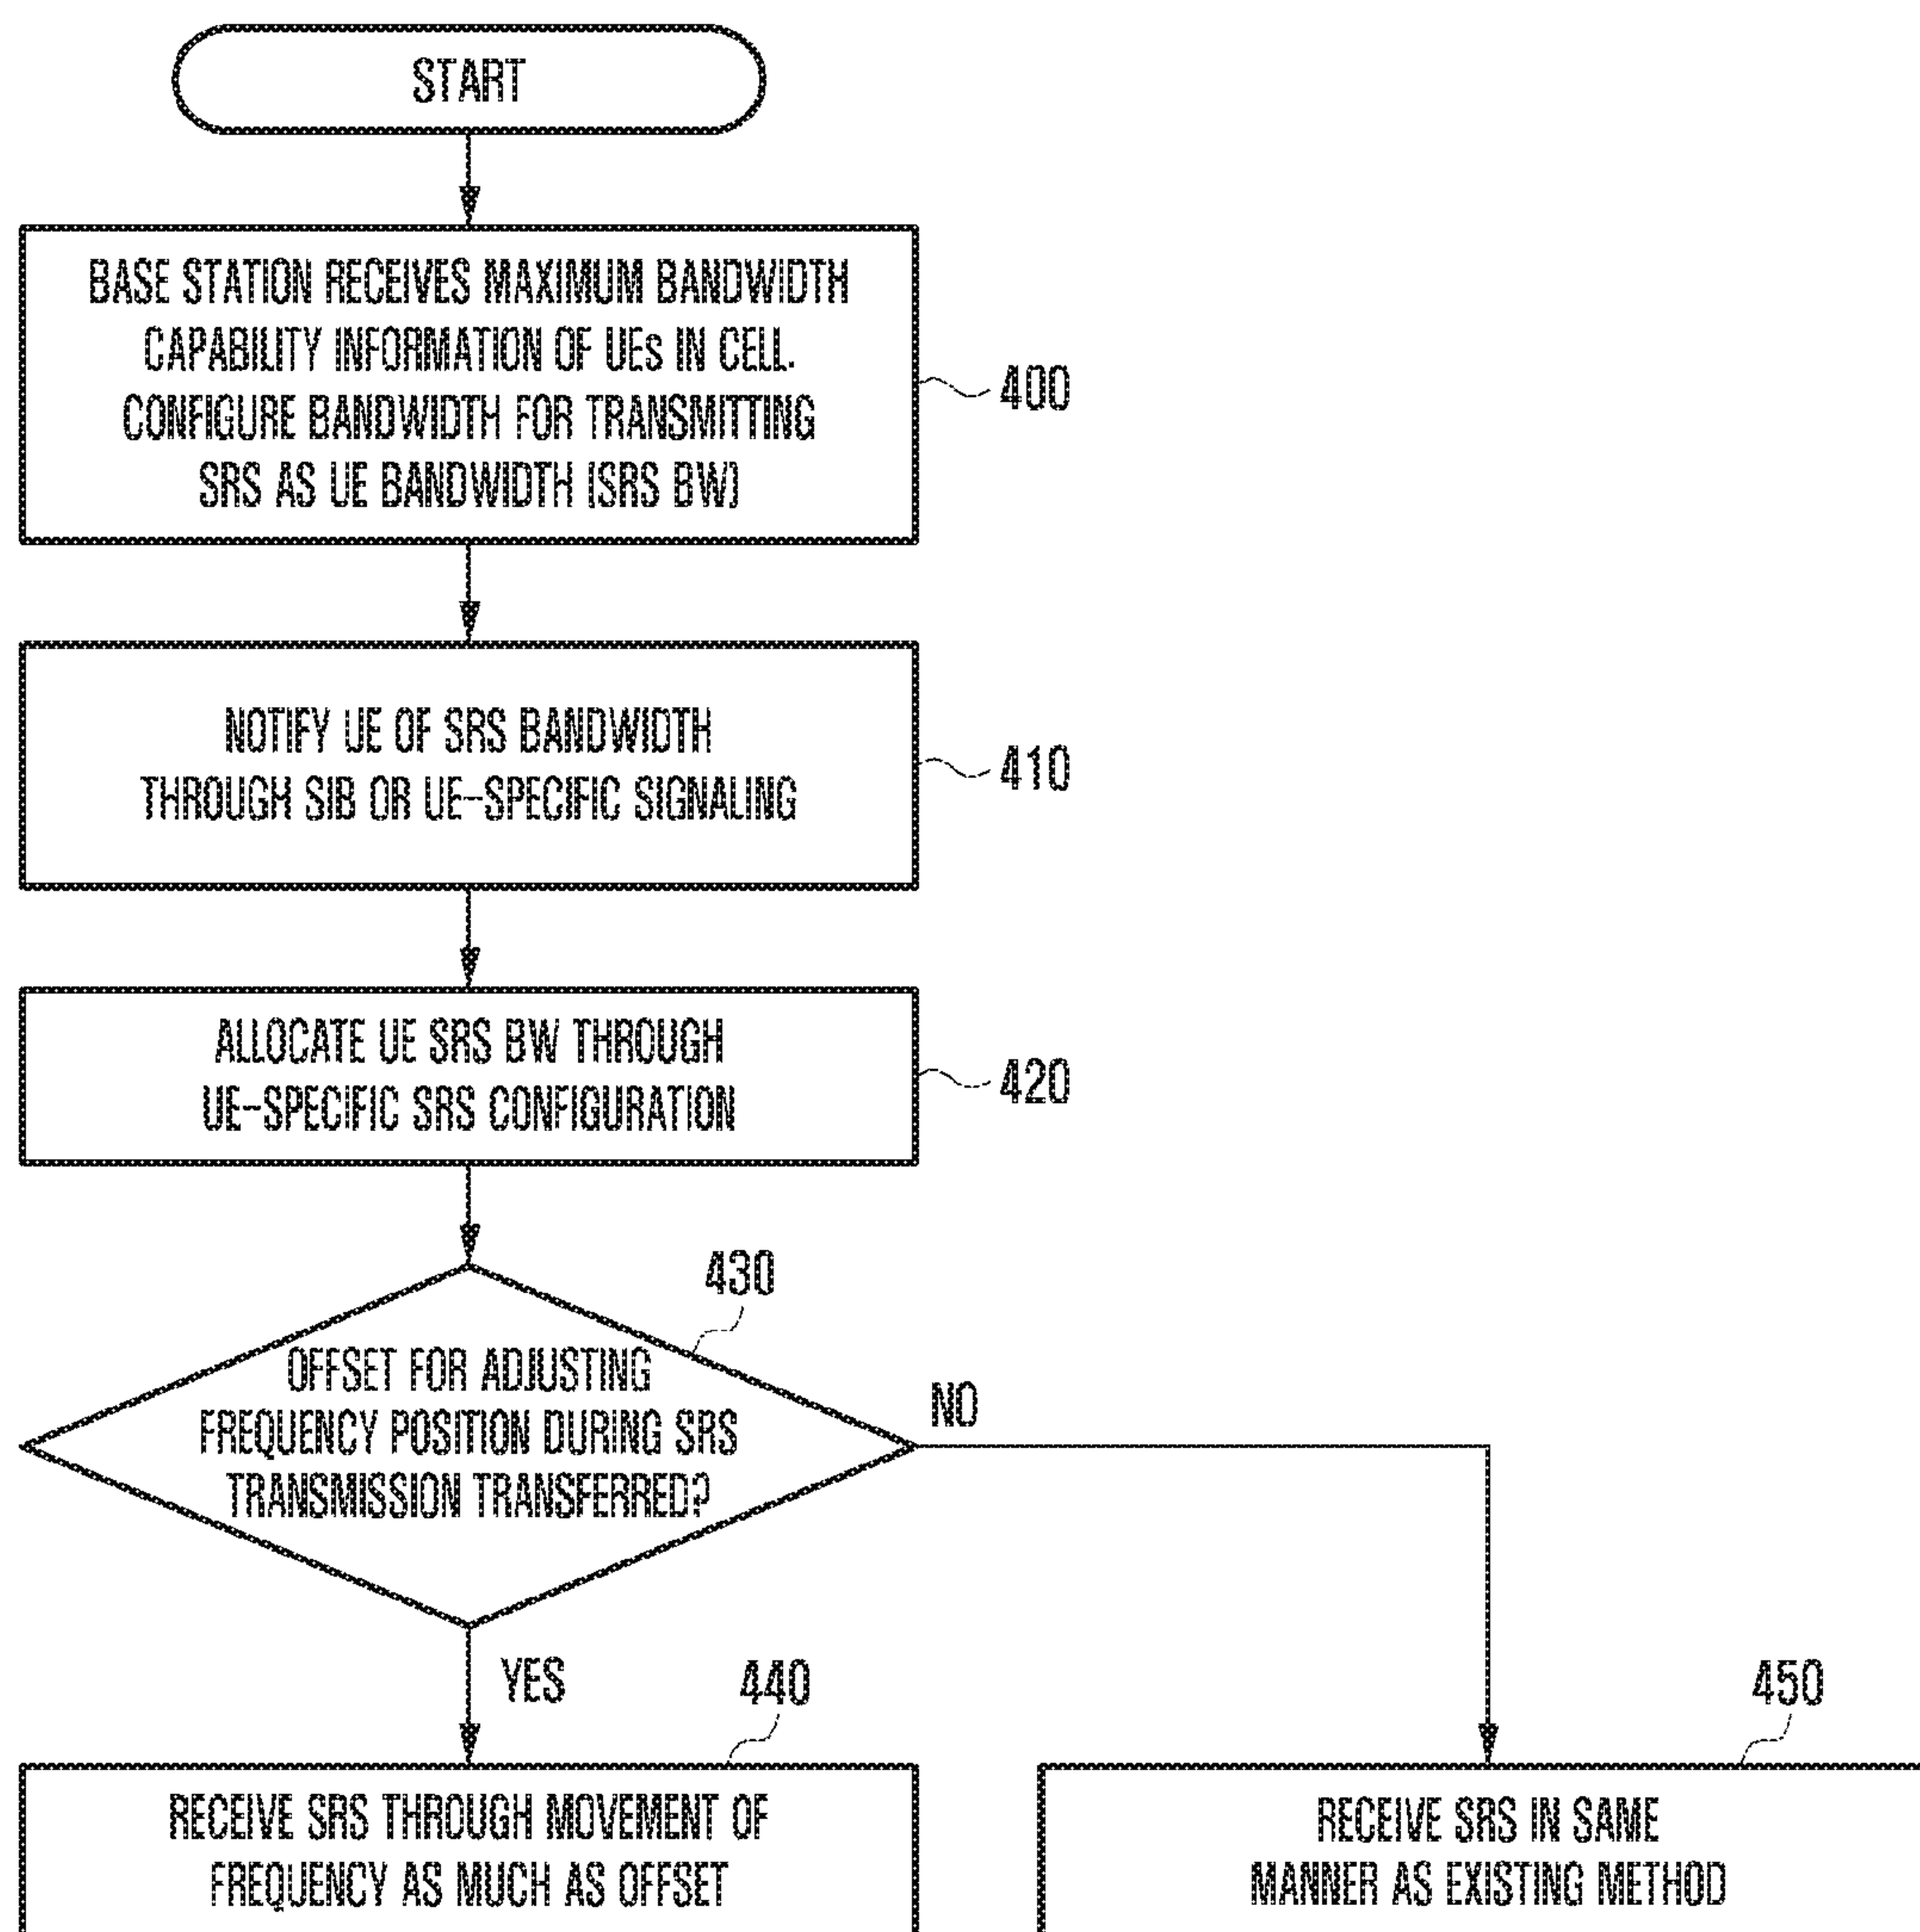 START
BASE STATION RECEIVES MAXIMUM BANDWIDTH
CAPABILITY INFORMATION OF UEs IN CELL.
CONFIGURE BANDWIDTH FOR TRANSMITTING
SRS AS UE BANDWIDTH (SRS BW)
400
NOTIFY UE OF SRS BANDWIDTH
THROUGH SIB OR UE-SPECIFIC SIGNALING
410
ALLOCATE UE SRS BW THROUGH
UE-SPECIFIC SRS CONFIGURATION
420
430
OFFSET FOR ADJUSTING
FREQUENCY POSITION DURING SRS
TRANSMISSION TRANSFERRED?
NO
YES
440
450
RECEIVE SRS THROUGH MOVEMENT OF
FREQUENCY AS MUCH AS OFFSET
RECEIVE SRS IN SAME
MANNER AS EXISTING METHOD